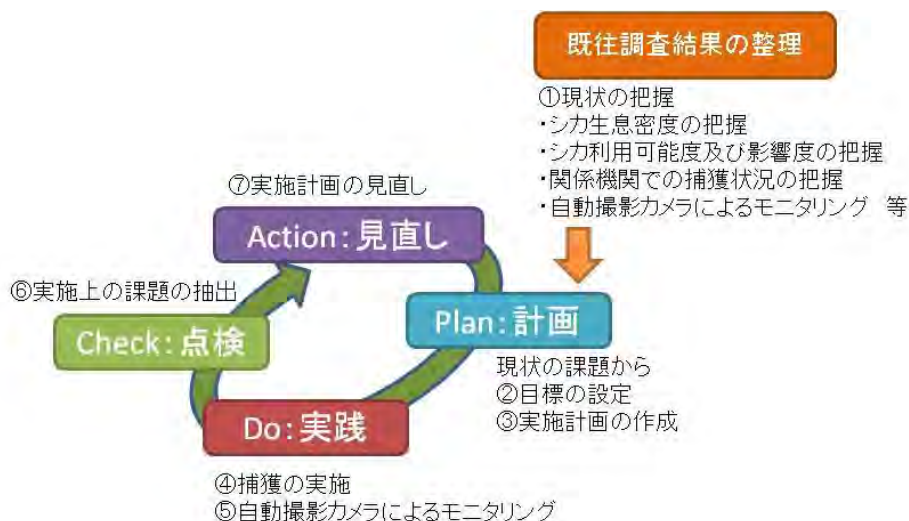 既往調査結果の整理
①現状の把握
・シカ生息密度の把握
・シカ利用可能度及び影響度の把握
・関係機関での捕獲状況の把握
・自動撮影カメラによるモニタリング 等
⑦実施計画の見直し
Action:見直し
Plan:計画
現状の課題から
②目標の設定
③実施計画の作成
Do:実践
④捕獲の実施
⑤自動撮影カメラによるモニタリング
⑥実施上の課題の抽出
Check:点検